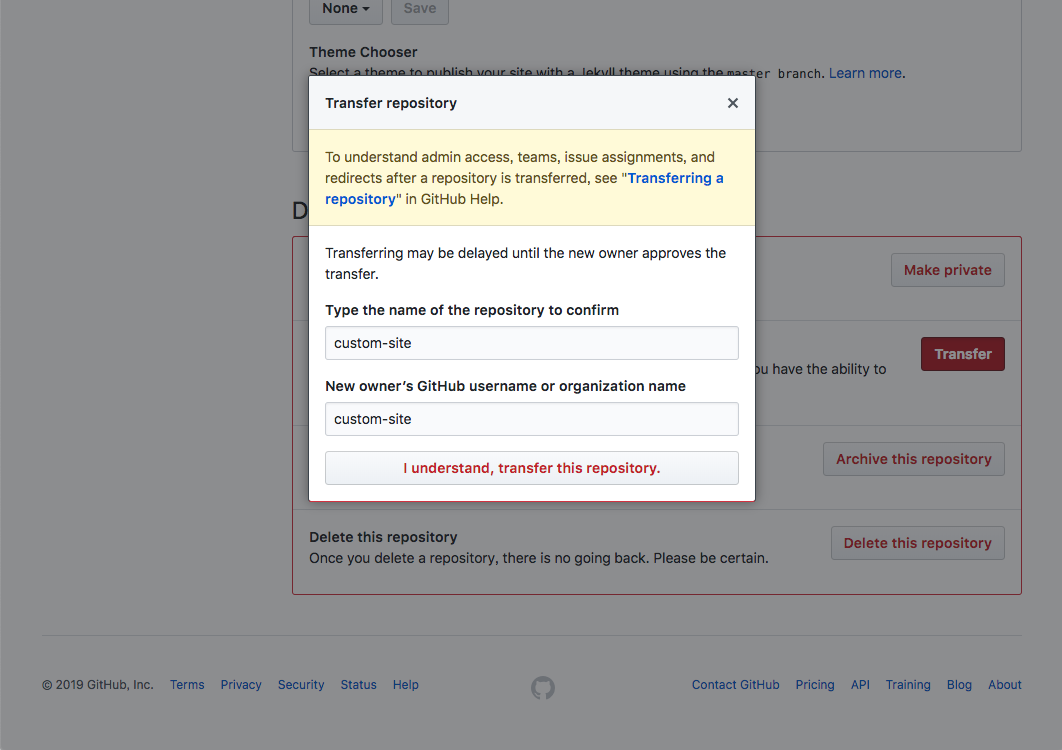 None Save
Theme Chooser
Select a theme to publish your site with a Jekyll theme using the master branch. Learn more.
Transfer repository ×
To understand admin access, teams, issue assignments, and
redirects after a repository is transferred, see "Transferring a
repository" in GitHub Help.
D
Transferring may be delayed until the new owner approves the
transfer.
Make private
Type the name of the repository to confirm
custom-site
Transfer
ou have the ability to
New owner’s GitHub username or organization name
custom-site
Archive this repository
I understand, transfer this repository.
Delete this repository
Once you delete a repository, there is no going back. Please be certain.
Delete this repository
© 2019 GitHub, Inc. Terms Privacy Security Status Help Contact GitHub Pricing API Training Blog About